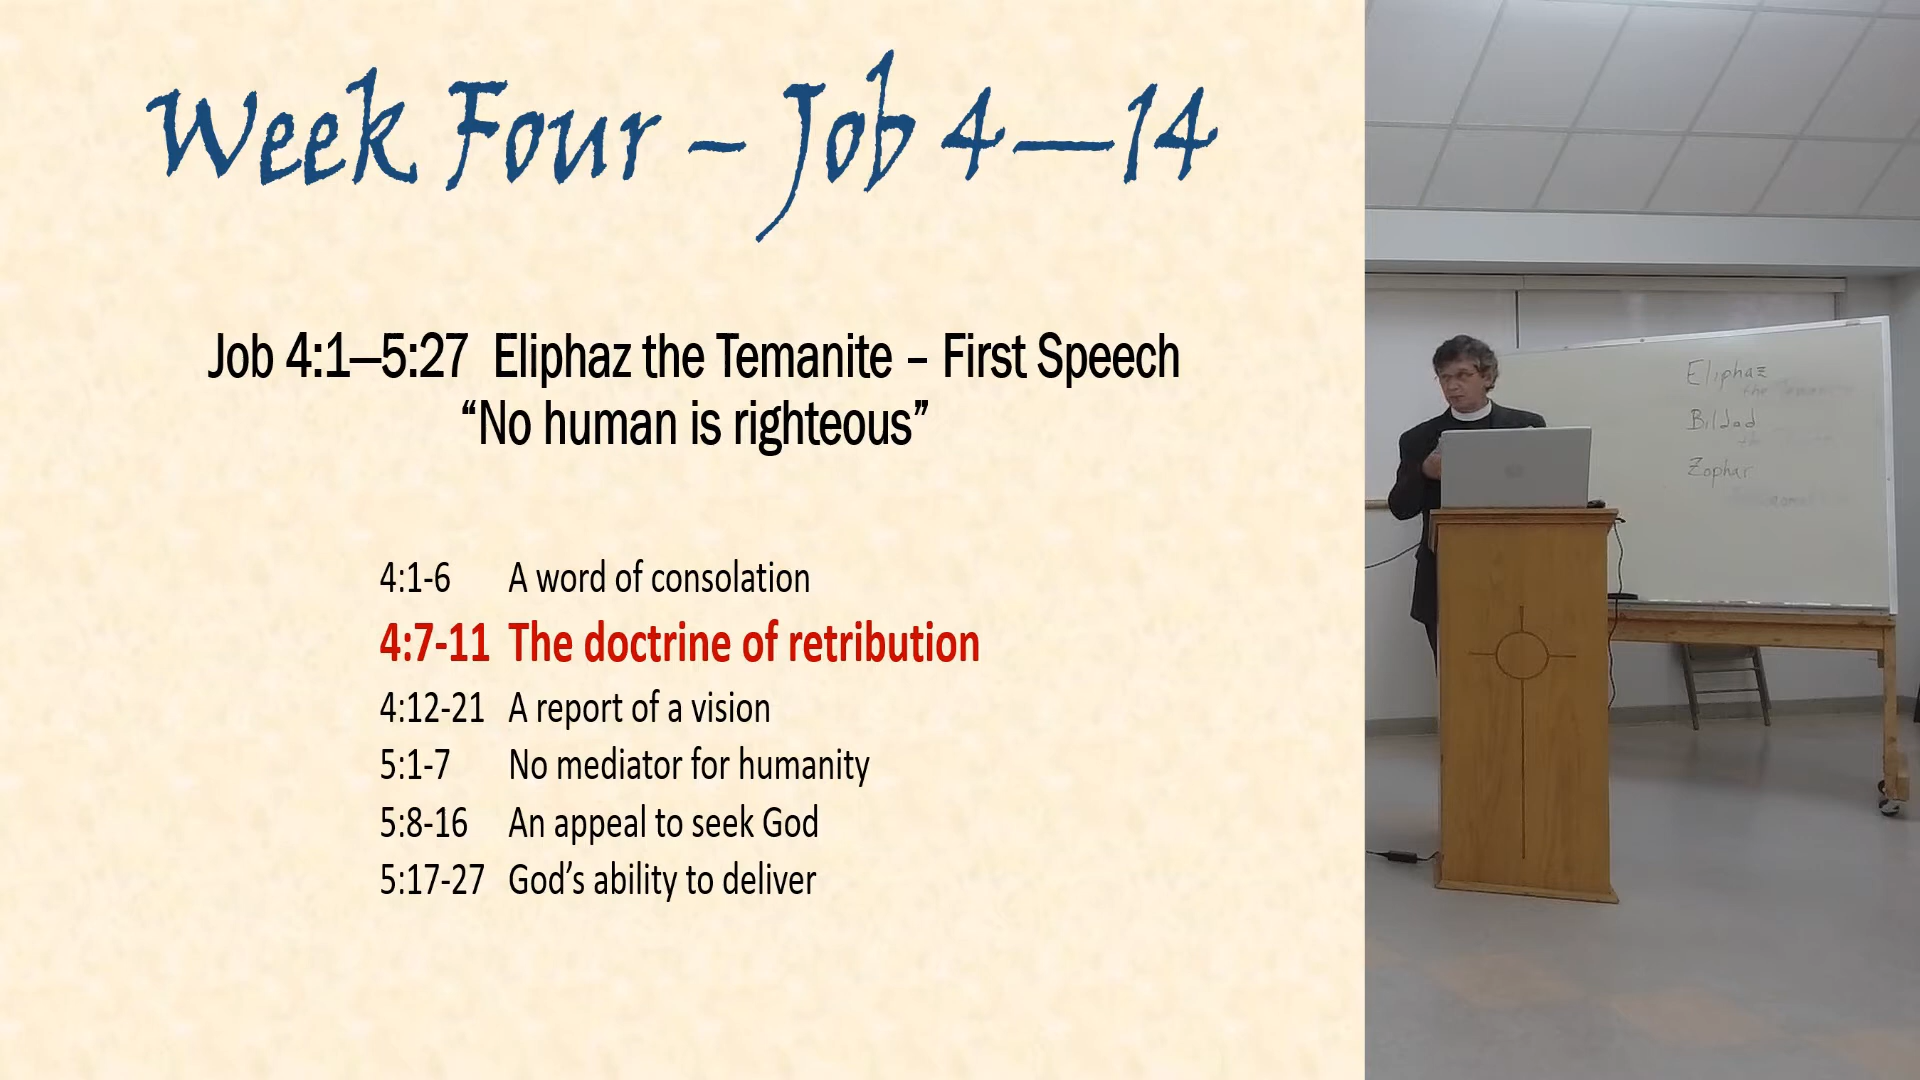 Week Four – Job 4—14
Job 4:1—5:27 Eliphaz the Temanite – First Speech
“No human is righteous”
4:1-6 A word of consolation
4:7-11 The doctrine of retribution
4:12-21 A report of a vision
5:1-7 No mediator for humanity
5:8-16 An appeal to seek God
5:17-27 God’s ability to deliver
Eliphaz
the
Bildad
the
Zophar